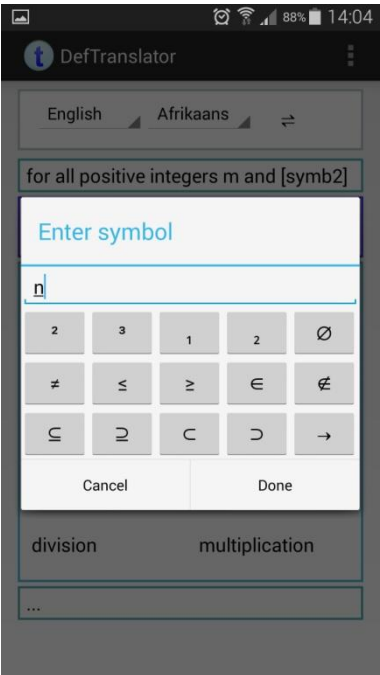 88% 14:04
t DefTranslator
English Afrikaans ⇌
for all positive integers m and [symb2]
Enter symbol
n
² ³ ₁ ₂ ∅
≠ ≤ ≥ ∈ ∉
⊆ ⊇ ⊂ ⊃ →
Cancel Done
division multiplication
...